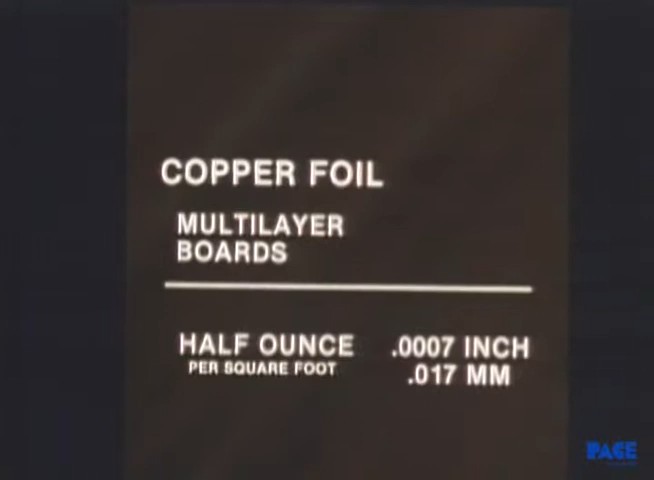 COPPER FOIL
MULTILAYER
BOARDS
HALF OUNCE .0007 INCH
PER SQUARE FOOT .017 MM
PACE